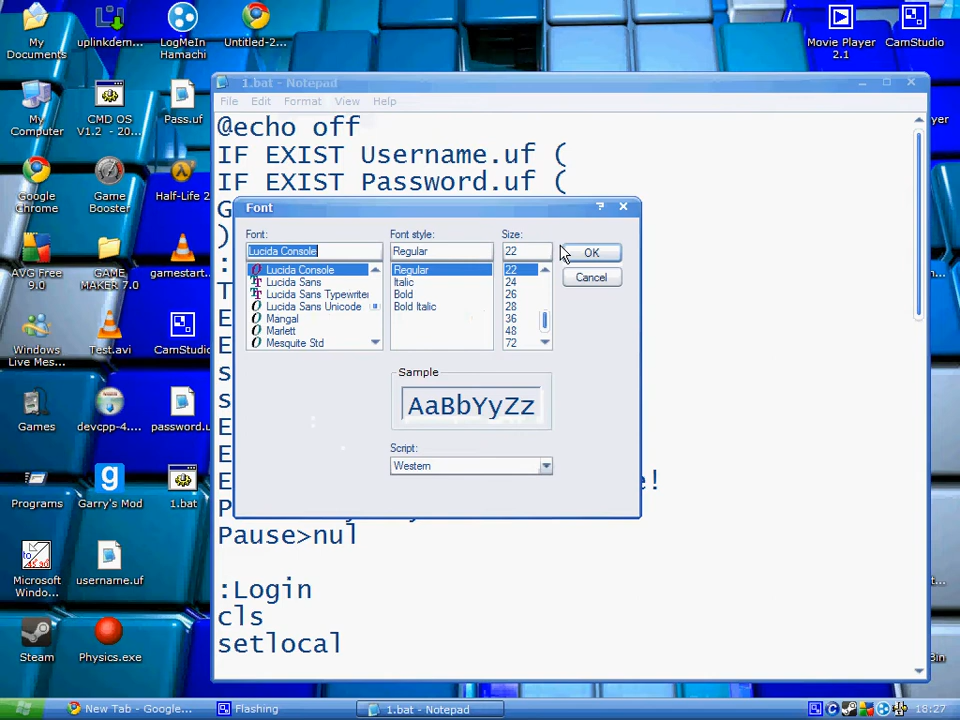 My Documents
uplinkdem...
LogMeIn Hamachi
Untitled-2...
Movie Player 2.1
CamStudio
My Computer
CMD OS V1.2 - 20...
Pass.uf
Google Chrome
Game Booster
Half-Life 2
AVG Free 9.0
GAME MAKER 7.0
gamestart...
Windows Live Mes...
Test.avi
CamStudio
Games
devcpp-4....
password.u
Programs
Garry's Mod
1.bat
Microsoft Windo...
username.uf
Steam
Physics.exe
1.bat - Notepad
File Edit Format View Help
@echo off
IF EXIST Username.uf (
IF EXIST Password.uf (
G
)
:
T
E
E
s
s
E
E
E
e!
P
Pause>nul
:Login
cls
setlocal
Font
Font:
Lucida Console
Lucida Console
Lucida Sans
Lucida Sans Typewriter
Lucida Sans Unicode
Mangal
Marlett
Mesquite Std
Font style:
Regular
Regular
Italic
Bold
Bold Italic
Size:
22
22
24
26
28
36
48
72
OK
Cancel
Sample
AaBbYyZz
Script:
Western
New Tab - Google...
Flashing
1.bat - Notepad
18:27